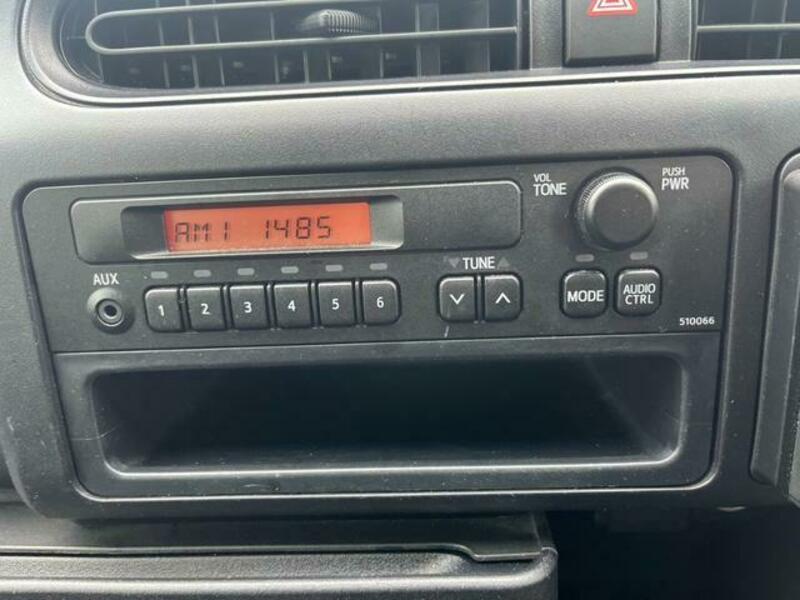 VOL
TONE
PUSH
PWR
AM1 1485
AUX
TUNE
1 2 3 4 5 6
MODE
AUDIO
CTRL
510066